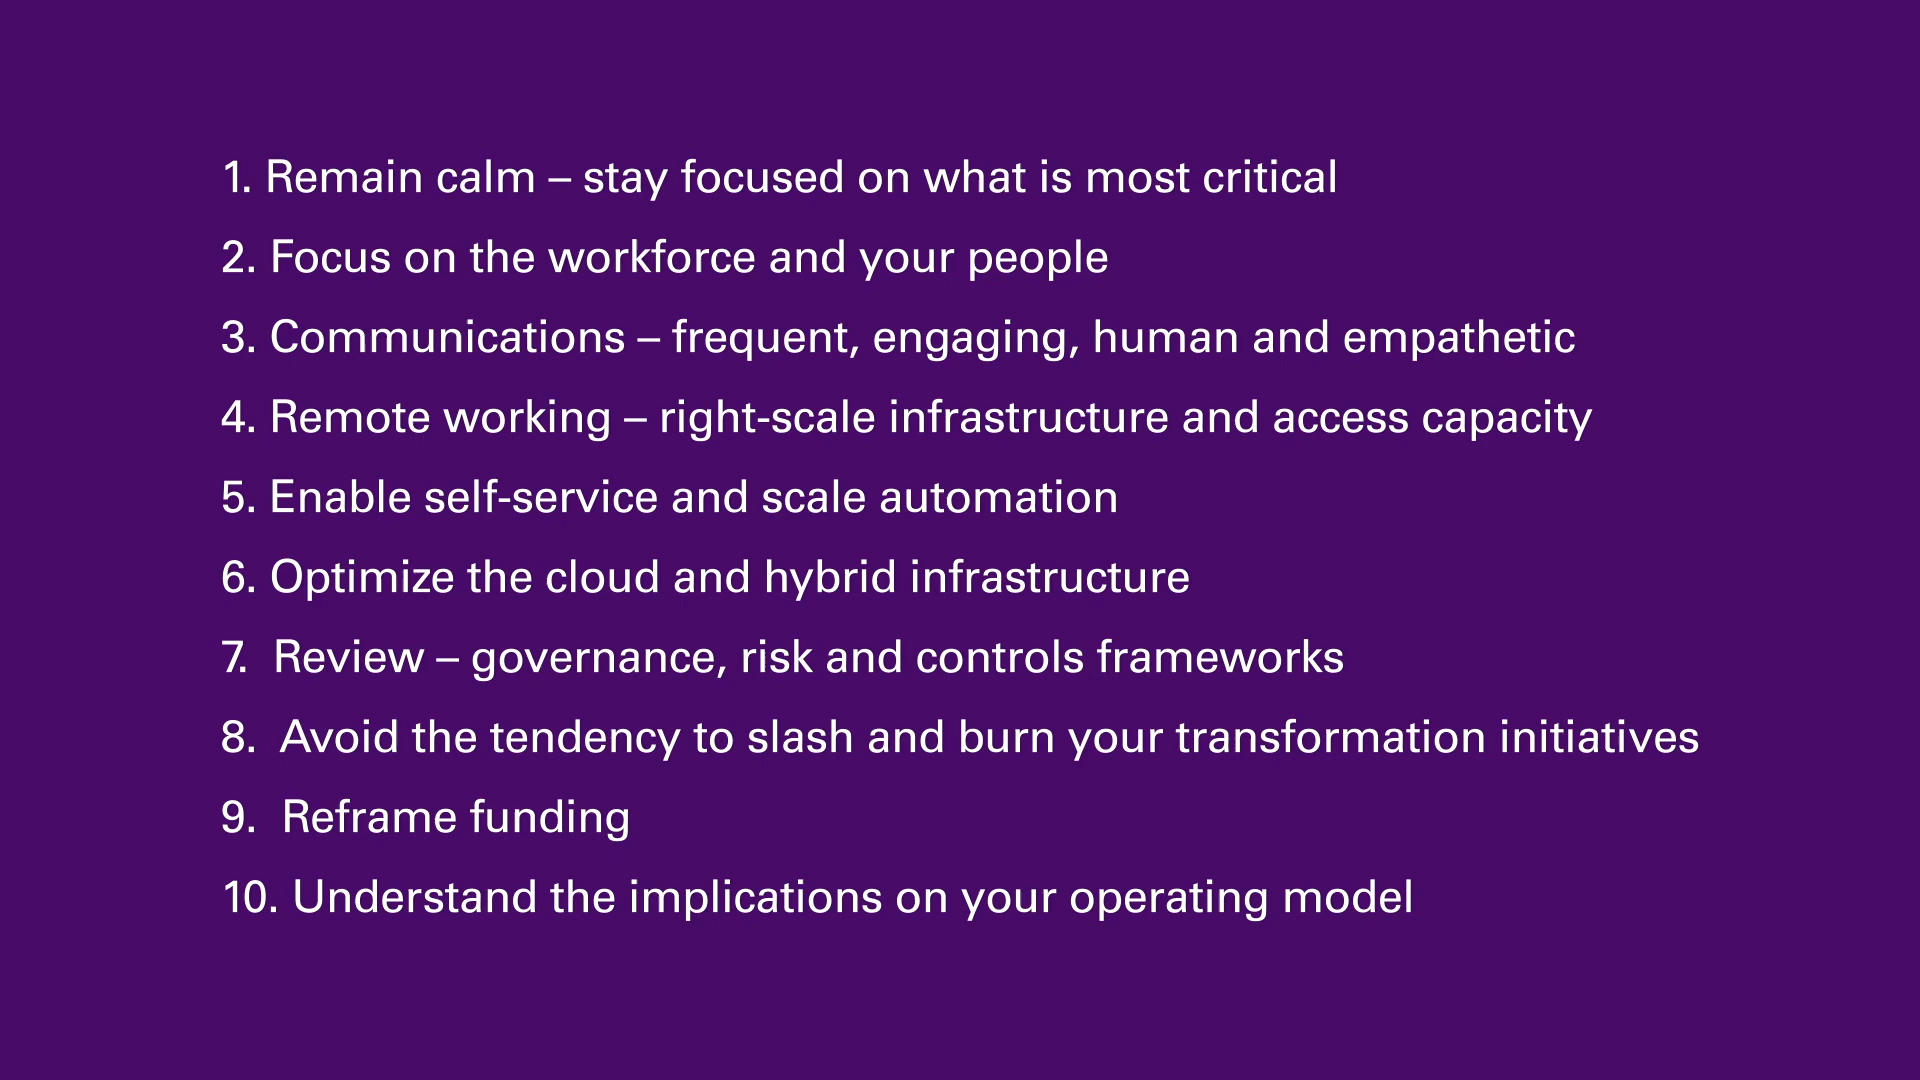 1. Remain calm – stay focused on what is most critical
2. Focus on the workforce and your people
3. Communications – frequent, engaging, human and empathetic
4. Remote working – right-scale infrastructure and access capacity
5. Enable self-service and scale automation
6. Optimize the cloud and hybrid infrastructure
7. Review – governance, risk and controls frameworks
8. Avoid the tendency to slash and burn your transformation initiatives
9. Reframe funding
10. Understand the implications on your operating model